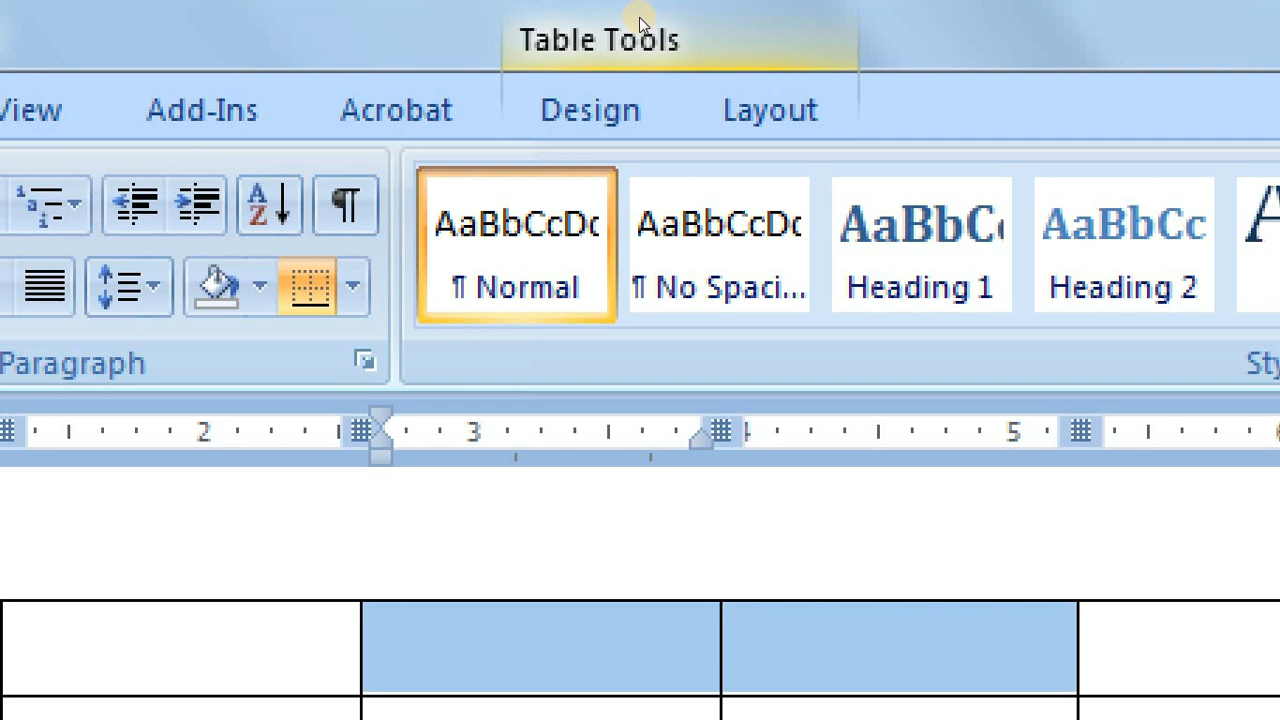 Table Tools
View Add-Ins Acrobat Design Layout
AaBbCcDc AaBbCcDc AaBbC AaBbCc
¶ Normal ¶ No Spaci... Heading 1 Heading 2
Paragraph
2 3 4 5